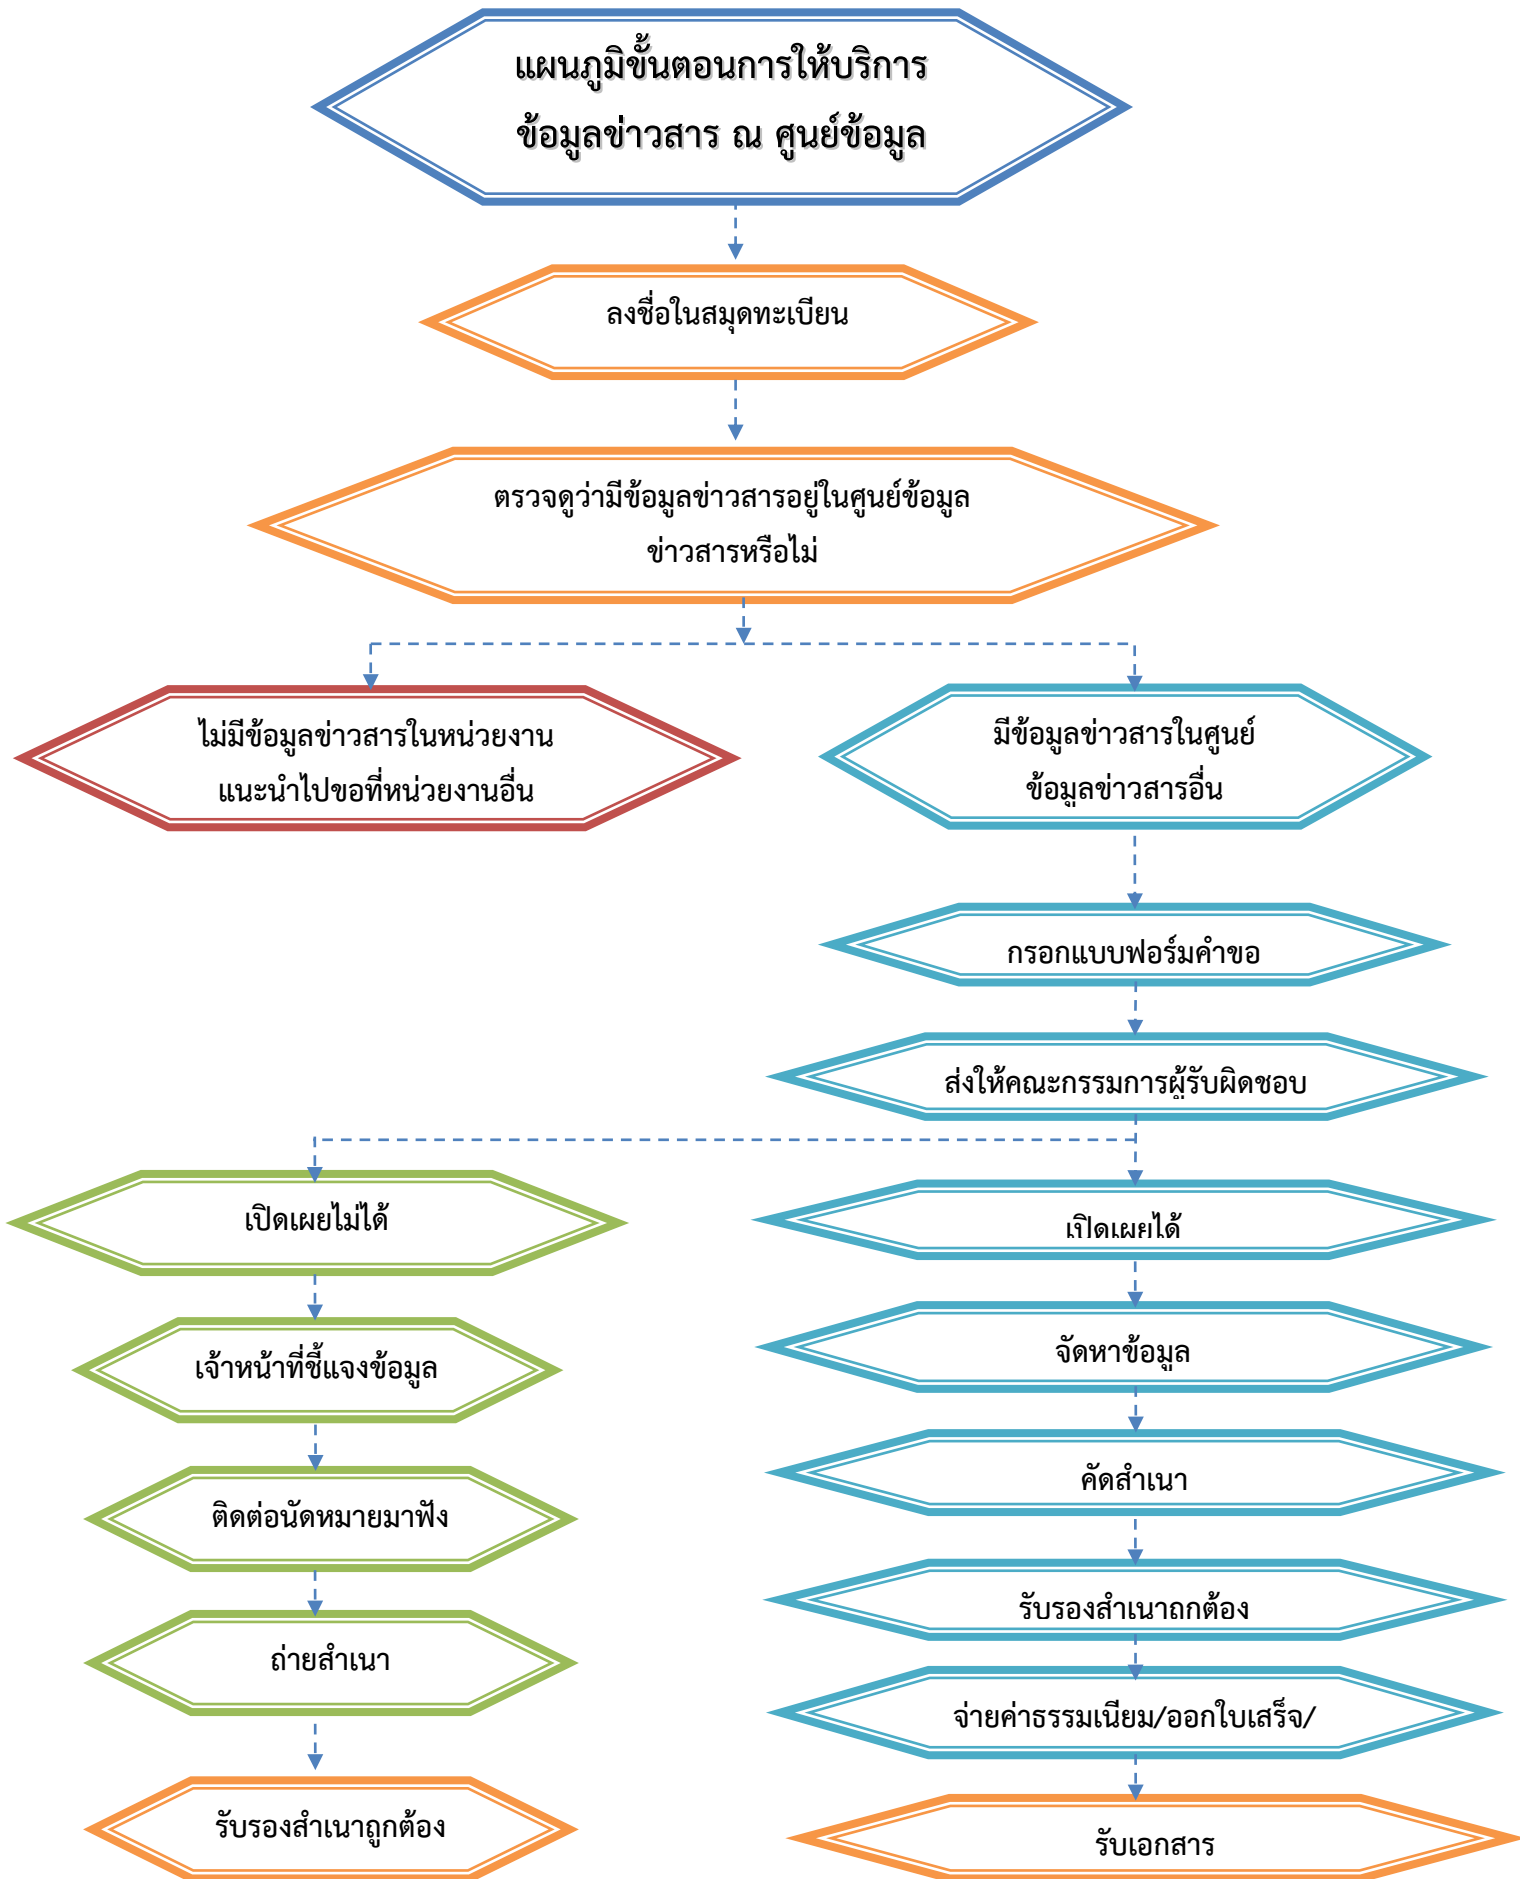 แผนภูมิขั้นตอนการให้บริการ
ข้อมูลข่าวสาร ณ ศูนย์ข้อมูล
ลงชื่อในสมุดทะเบียน
ตรวจดูว่ามีข้อมูลข่าวสารอยู่ในศูนย์ข้อมูล
ข่าวสารหรือไม่
ไม่มีข้อมูลข่าวสารในหน่วยงาน
แนะนำไปขอที่หน่วยงานอื่น
มีข้อมูลข่าวสารในศูนย์
ข้อมูลข่าวสารอื่น
กรอกแบบฟอร์มคำขอ
ส่งให้คณะกรรมการผู้รับผิดชอบ
เปิดเผยไม่ได้
เจ้าหน้าที่ชี้แจงข้อมูล
ติดต่อนัดหมายมาฟัง
ถ่ายสำเนา
รับรองสำเนาถูกต้อง
เปิดเผยได้
จัดหาข้อมูล
คัดสำเนา
รับรองสำเนาถูกต้อง
จ่ายค่าธรรมเนียม/ออกใบเสร็จ/
รับเอกสาร